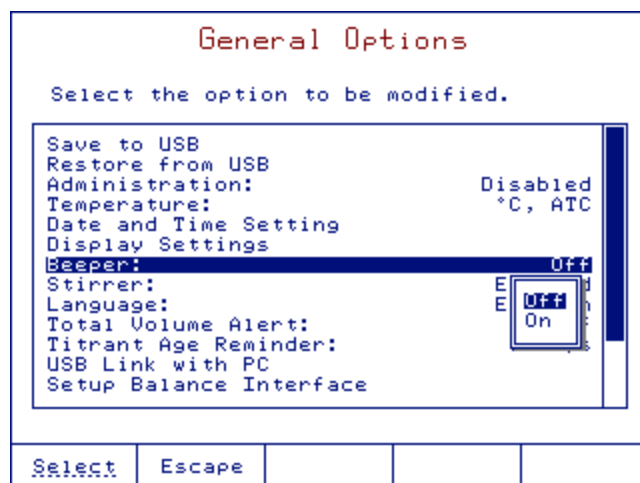 General Options
Select the option to be modified.
Save to USB
Restore from USB
Administration: Disabled
Temperature: °C, ATC
Date and Time Setting
Display Settings
Beeper: Off
Stirrer:
Language:
Off
On
Total Volume Alert:
Titrant Age Reminder:
USB Link with PC
Setup Balance Interface
Select Escape